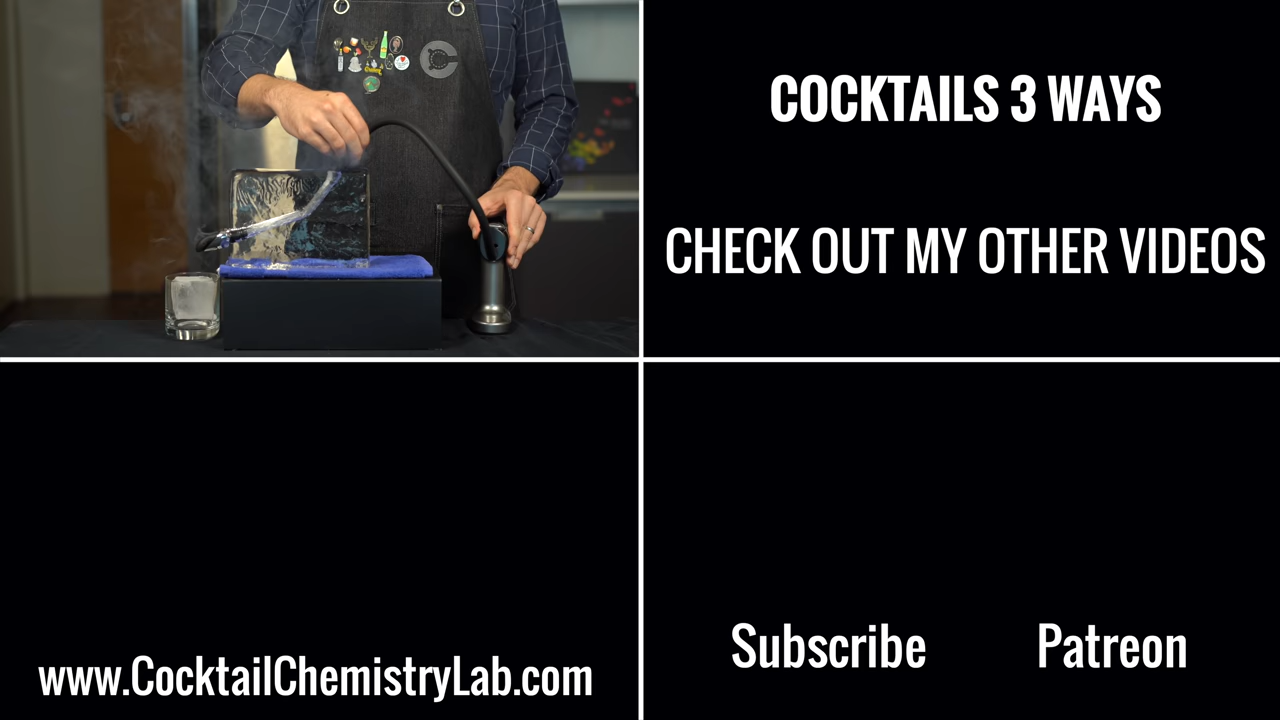 COCKTAILS 3 WAYS
CHECK OUT MY OTHER VIDEOS
www.CocktailChemistryLab.com
Subscribe
Patreon